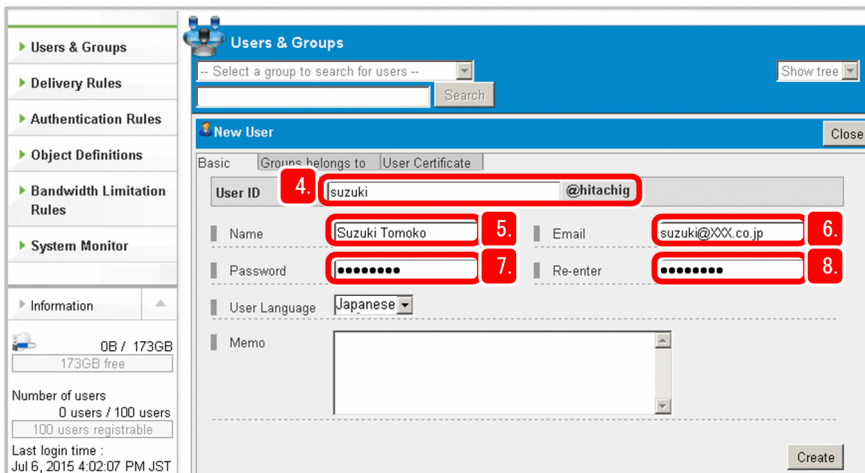 Users & Groups
Delivery Rules
Authentication Rules
Object Definitions
Bandwidth Limitation
Rules
System Monitor
Information
0B / 173GB
173GB free
Number of users
0 users / 100 users
100 users registrable
Last login time :
Jul 6, 2015 4:02:07 PM JST
Users & Groups
-- Select a group to search for users --
Show tree
Search
New User
Close
Basic Groups belongs to User Certificate
User ID 4. suzuki @hitachig
Name Suzuki Tomoko 5. Email suzuki@XXX.co.jp 6.
Password ●●●●●●●● 7. Re-enter ●●●●●●●● 8.
User Language Japanese
Memo
Create